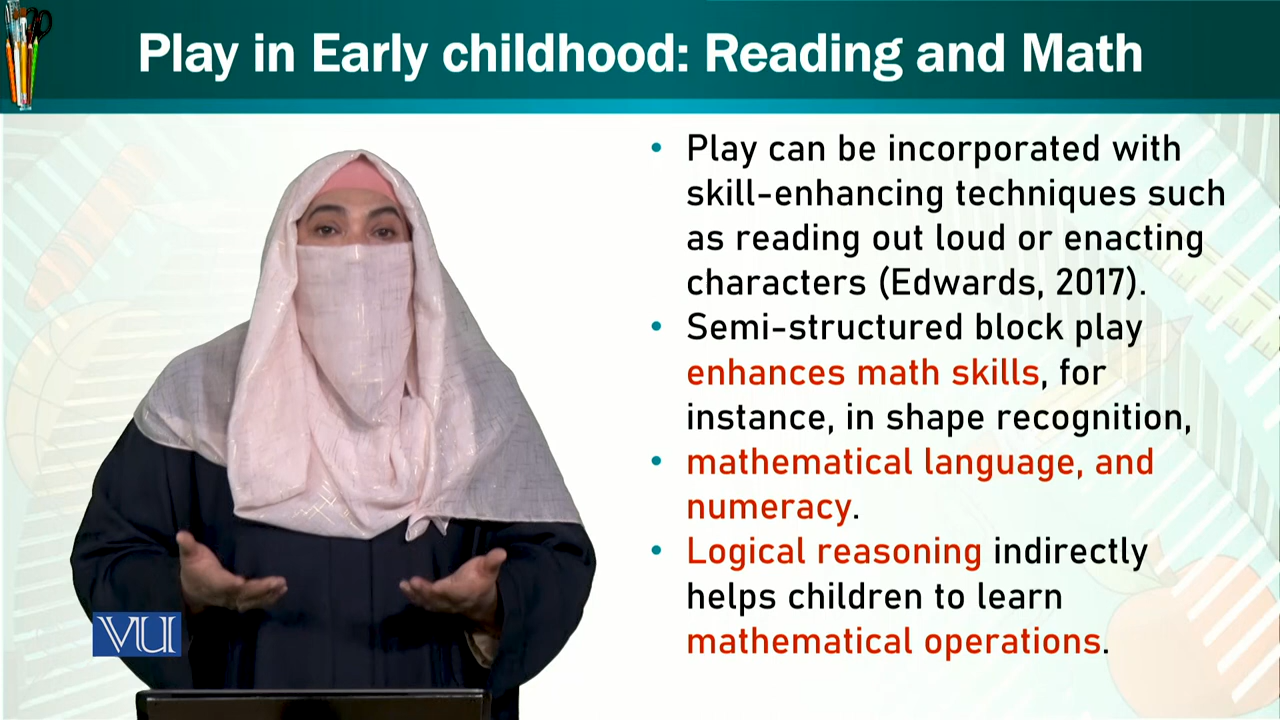 Play in Early childhood: Reading and Math
• Play can be incorporated with
skill-enhancing techniques such
as reading out loud or enacting
characters (Edwards, 2017).
• Semi-structured block play
enhances math skills, for
instance, in shape recognition,
• mathematical language, and
numeracy.
• Logical reasoning indirectly
helps children to learn
mathematical operations.
VU